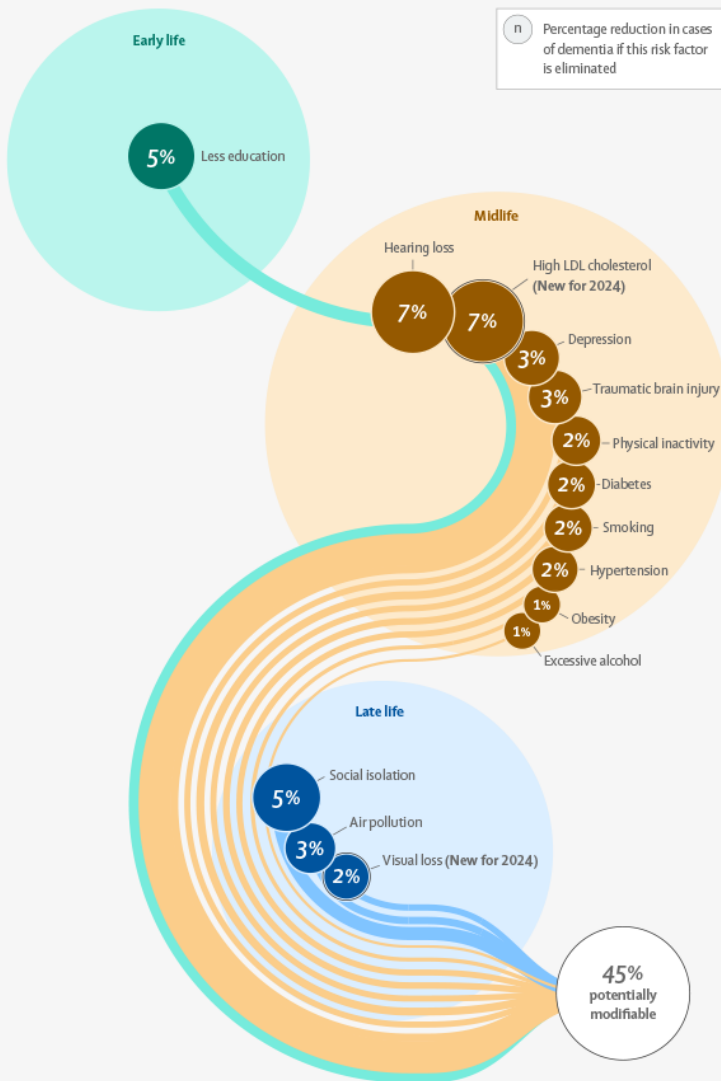 Early life
n
Percentage reduction in cases
of dementia if this risk factor
is eliminated
5%
Less education
Midlife
Hearing loss
7%
High LDL cholesterol
(New for 2024)
7%
Depression
3%
Traumatic brain injury
3%
Physical inactivity
2%
Diabetes
2%
Smoking
2%
Hypertension
2%
Obesity
1%
Excessive alcohol
1%
Late life
Social isolation
5%
Air pollution
3%
Visual loss (New for 2024)
2%
45%
potentially
modifiable